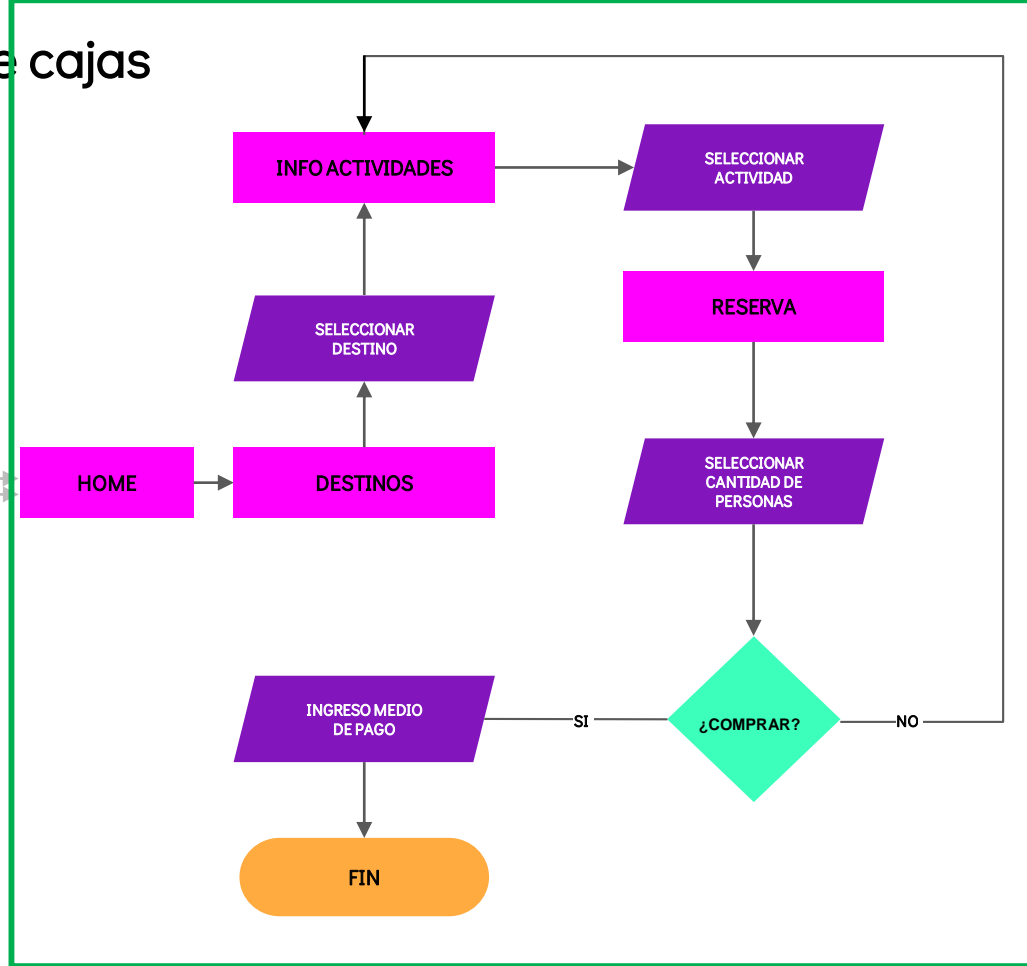 e cajas
INFO ACTIVIDADES
SELECCIONAR
ACTIVIDAD
RESERVA
SELECCIONAR
DESTINO
SELECCIONAR
CANTIDAD DE
PERSONAS
HOME
DESTINOS
INGRESO MEDIO
DE PAGO
SI
¿COMPRAR?
NO
FIN